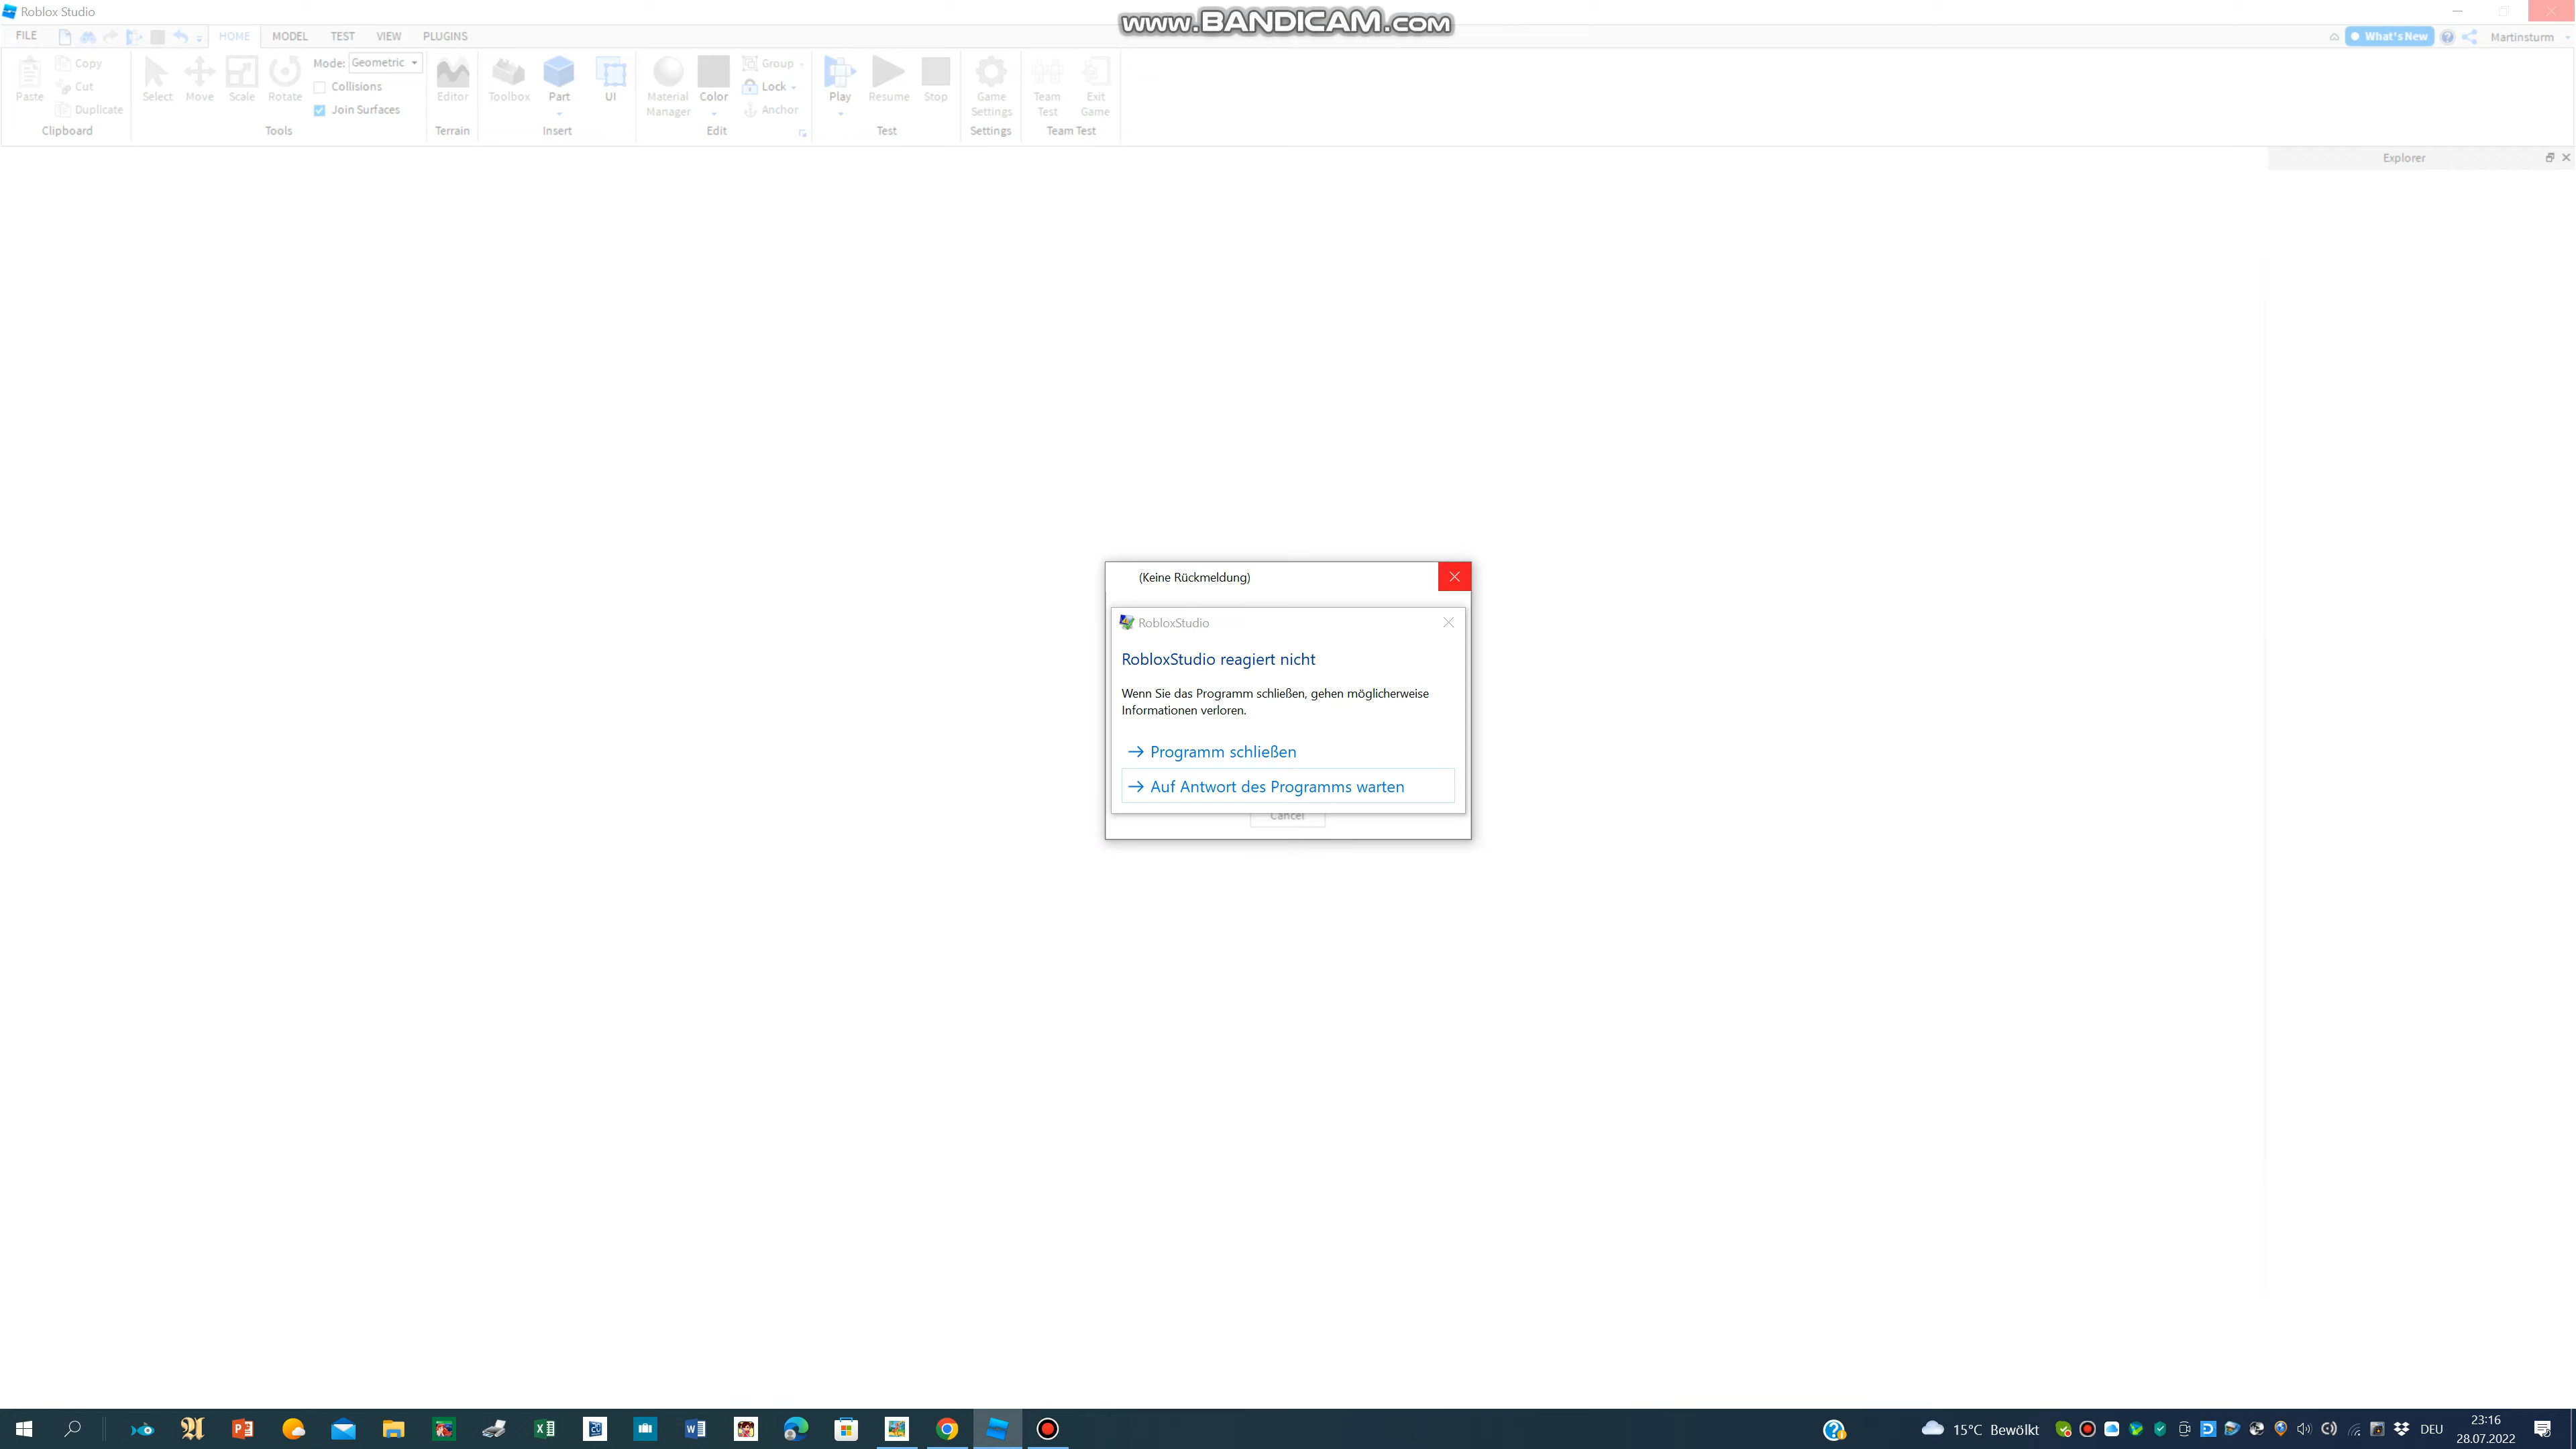 Roblox Studio
www.BANDICAM.com
FILE HOME MODEL TEST VIEW PLUGINS What's New Martinsturm
Paste Copy Cut Duplicate Clipboard
Select Move Scale Rotate Mode: Geometric
Collisions
Join Surfaces
Tools
Editor
Terrain
Toolbox Part UI
Insert
Material Manager Color Group Lock Anchor
Edit
Play Resume Stop
Test
Game Settings
Settings
Team Test Exit Game
Team Test
Explorer
(Keine Rückmeldung)
RobloxStudio
RobloxStudio reagiert nicht
Wenn Sie das Programm schließen, gehen möglicherweise
Informationen verloren.
Programm schließen
Auf Antwort des Programms warten
Cancel
15°C Bewölkt
DEU
23:16
28.07.2022